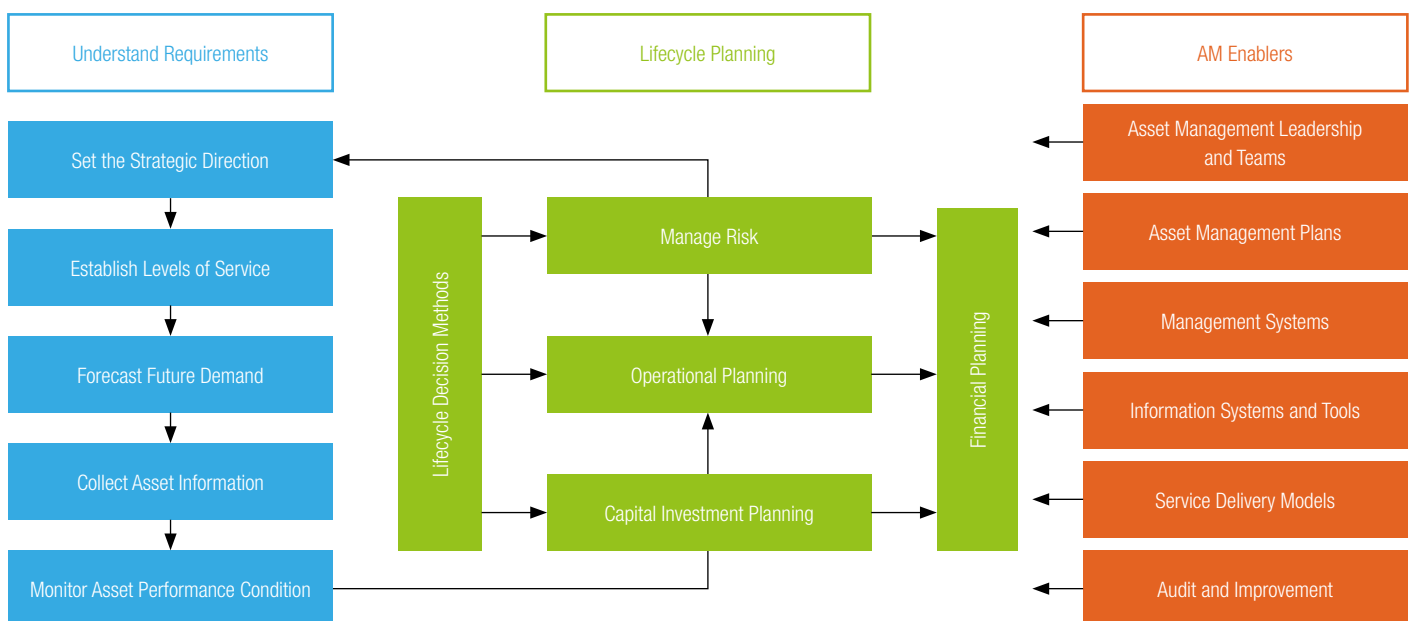 Understand Requirements
Set the Strategic Direction
Establish Levels of Service
Forecast Future Demand
Collect Asset Information
Monitor Asset Performance Condition
Lifecycle Planning
Lifecycle Decision Methods
Manage Risk
Operational Planning
Capital Investment Planning
Financial Planning
AM Enablers
Asset Management Leadership
and Teams
Asset Management Plans
Management Systems
Information Systems and Tools
Service Delivery Models
Audit and Improvement